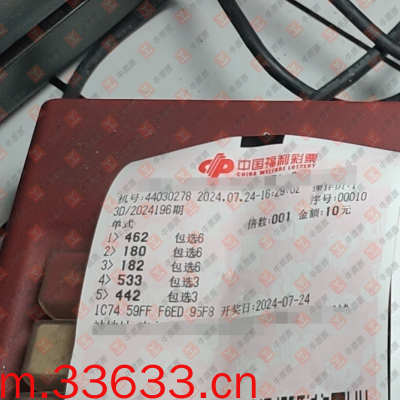 中国福利彩票
CHINA WELFARE LOTTERY
机号:44030278 2024.07.24-16:29:02
3D/2024196期 序号:00010
单式 倍数:001 金额:10元
1> 462 包选6
2> 180 包选6
3> 182 包选6
4> 533 包选3
5> 442 包选3
1C74 59FF F6ED 95F8 开奖日:2024-07-24
m.33633.cn